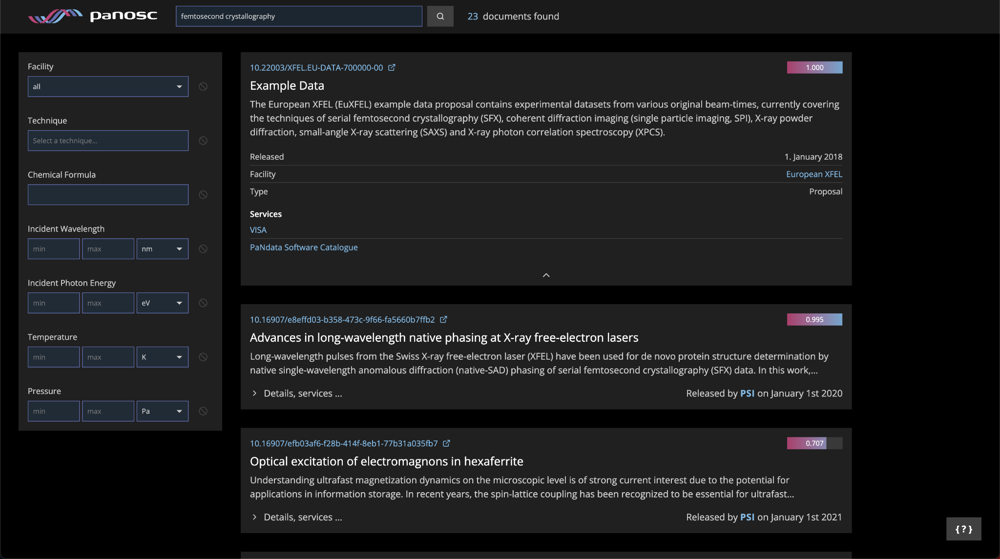 panosc
femtosecond crystallography
23 documents found
Facility
all
Technique
Select a technique...
Chemical Formula
Incident Wavelength
min max nm
Incident Photon Energy
min max eV
Temperature
min max K
Pressure
min max Pa
10.22003/XFEL.EU-DATA-700000-00
1.000
Example Data
The European XFEL (EuXFEL) example data proposal contains experimental datasets from various original beam-times, currently covering
the techniques of serial femtosecond crystallography (SFX), coherent diffraction imaging (single particle imaging, SPI), X-ray powder
diffraction, small-angle X-ray scattering (SAXS) and X-ray photon correlation spectroscopy (XPCS).
Released 1. January 2018
Facility European XFEL
Type Proposal
Services
VISA
PaNdata Software Catalogue
10.16907/e8effd03-b358-473c-9f66-fa5660b7ffb2
0.995
Advances in long-wavelength native phasing at X-ray free-electron lasers
Long-wavelength pulses from the Swiss X-ray free-electron laser (XFEL) have been used for de novo protein structure determination by
native single-wavelength anomalous diffraction (native-SAD) phasing of serial femtosecond crystallography (SFX) data. In this work,...
Details, services ... Released by PSI on January 1st 2020
10.16907/efb03af6-f28b-414f-8eb1-77b31a035fb7
0.707
Optical excitation of electromagnons in hexaferrite
Understanding ultrafast magnetization dynamics on the microscopic level is of strong current interest due to the potential for
applications in information storage. In recent years, the spin-lattice coupling has been recognized to be essential for ultrafast...
Details, services ... Released by PSI on January 1st 2021
{?}